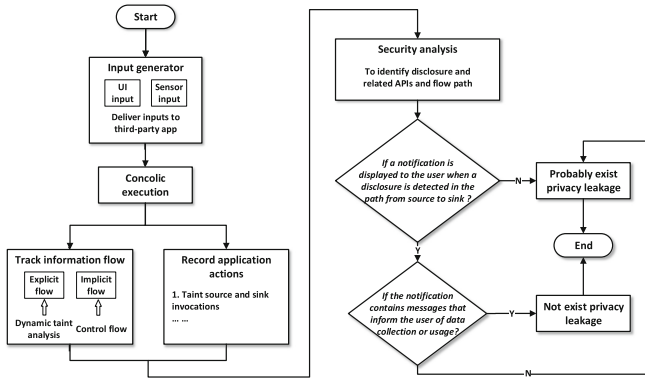 Start
Input generator
UI
input
Sensor
input
Deliver inputs to
third-party app
Concolic
execution
Track information flow
Explicit
flow
Implicit
flow
Dynamic taint
analysis
Control flow
Record application
actions
1. Taint source and sink
invocations
... ...
Security analysis
To identify disclosure and
related APIs and flow path
If a notification is
displayed to the user when a
disclosure is detected in the
path from source to sink ?
N
Probably exist
privacy leakage
End
Y
If the notification
contains messages that
inform the user of data
collection or usage?
Y
Not exist privacy
leakage
N